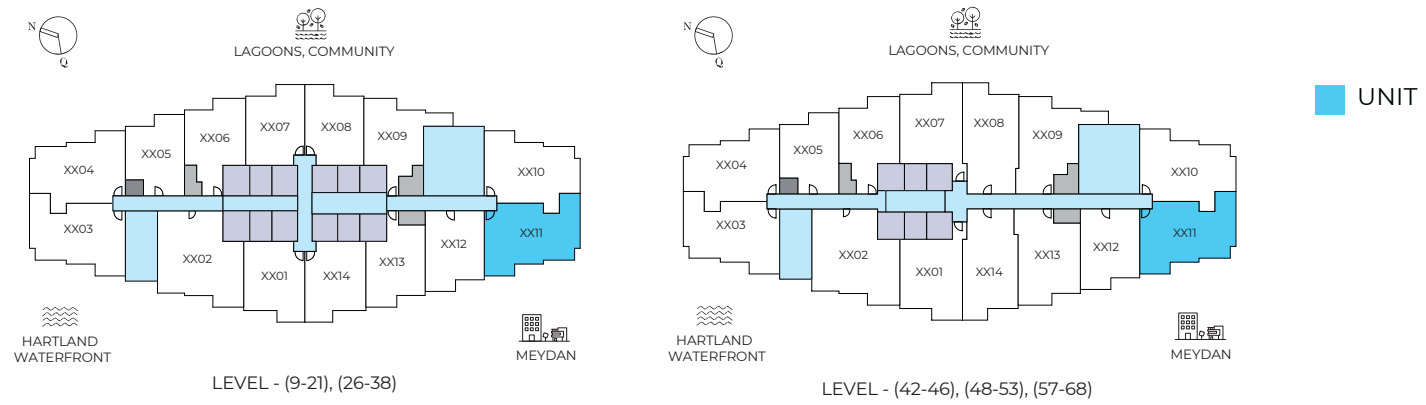 N
Q
LAGOONS, COMMUNITY
XX07
XX08
XX06
XX09
XX05
XX04
XX10
XX03
XX11
XX02
XX12
XX13
XX01
XX14
HARTLAND
WATERFRONT
MEYDAN
LEVEL - (9-21), (26-38)
N
Q
LAGOONS, COMMUNITY
XX07
XX08
XX06
XX09
XX05
XX04
XX10
XX03
XX11
XX02
XX12
XX13
XX01
XX14
HARTLAND
WATERFRONT
MEYDAN
LEVEL - (42-46), (48-53), (57-68)
UNIT